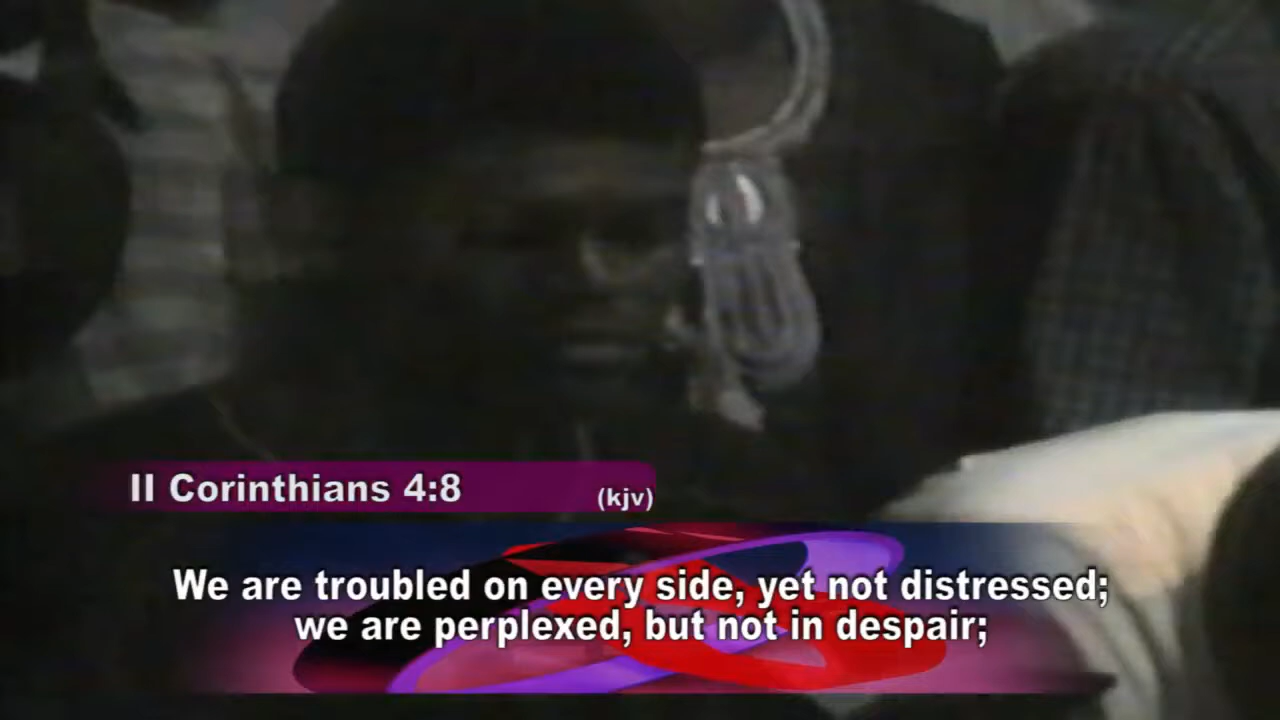 II Corinthians 4:8 (kjv)
We are troubled on every side, yet not distressed;
we are perplexed, but not in despair;